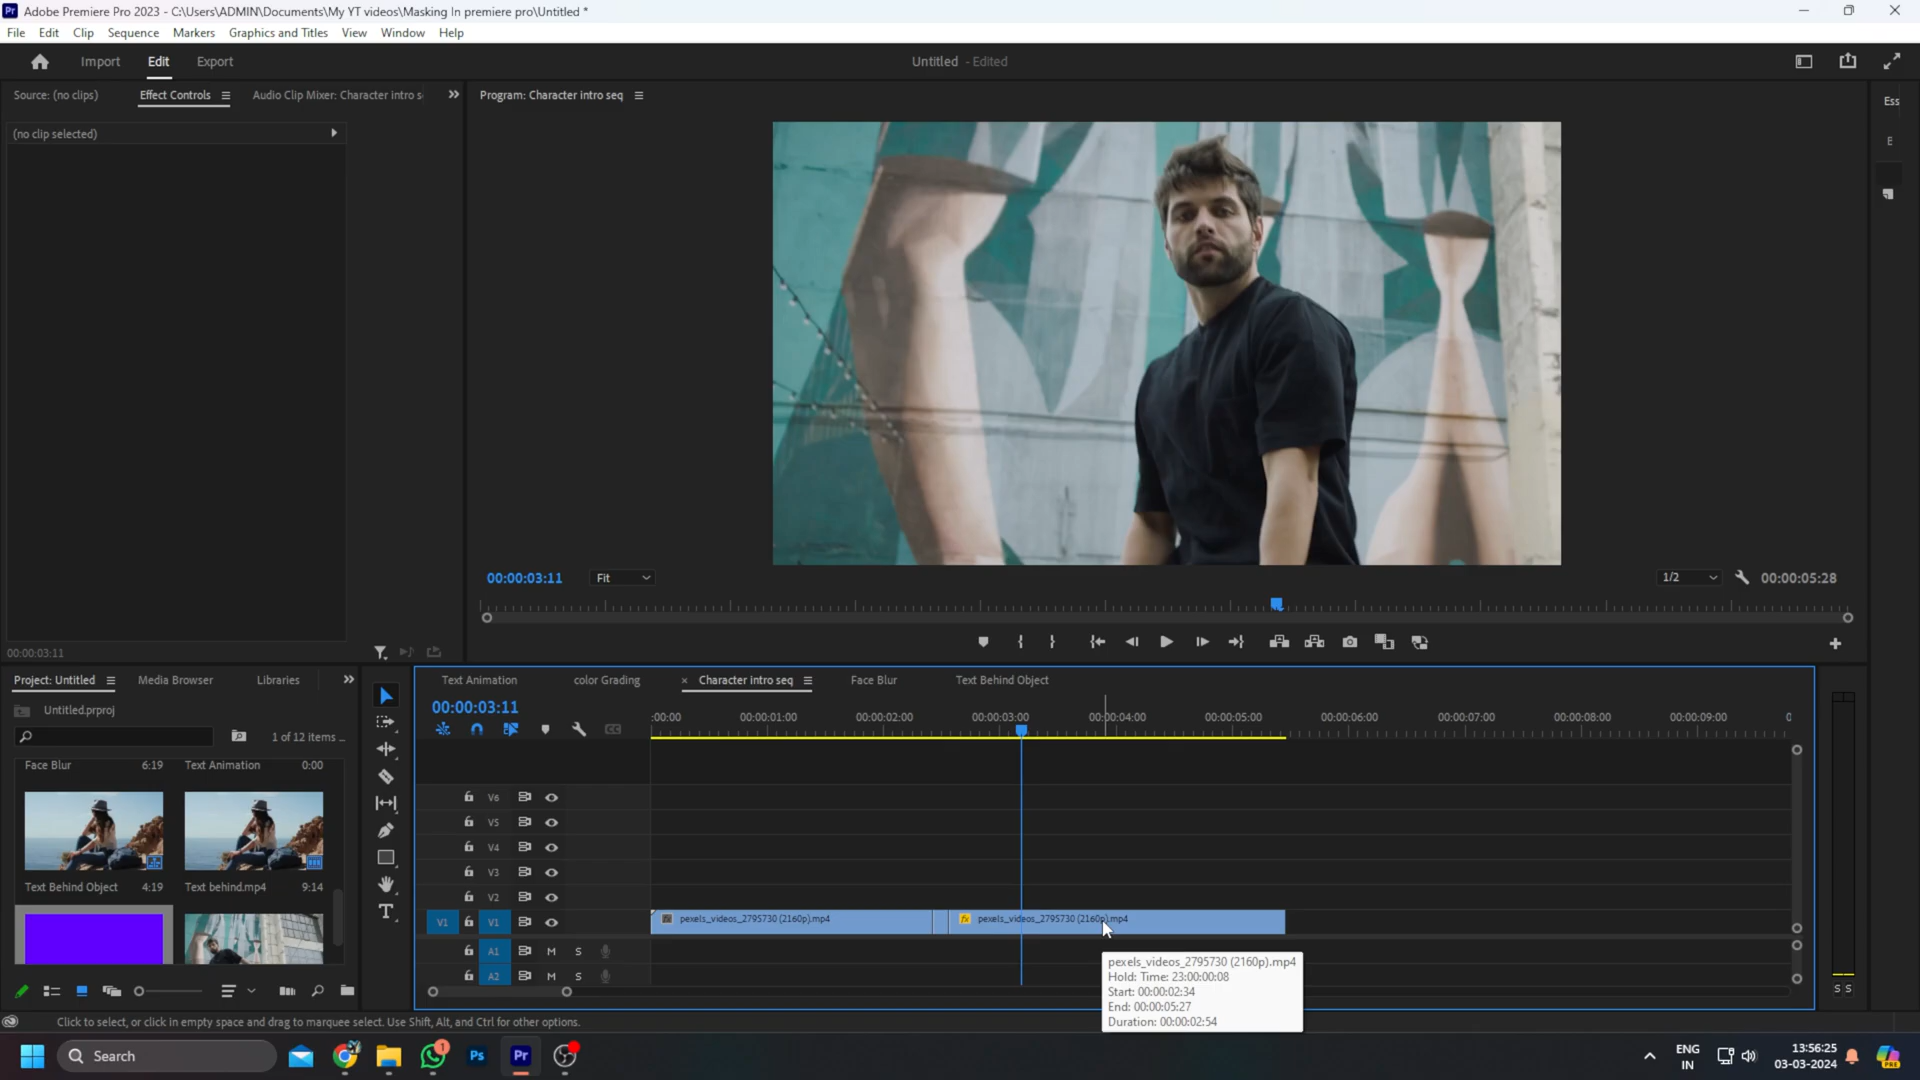 Pr Adobe Premiere Pro 2023 - C:\Users\ADMIN\Documents\My YT videos\Masking In premiere pro\Untitled *
File Edit Clip Sequence Markers Graphics and Titles View Window Help
Import Edit Export Untitled - Edited
Source: (no clips) Effect Controls Audio Clip Mixer: Character intro s Program: Character intro seq Ess
(no clip selected)
E
00:00:03:11 Fit 1/2 00:00:05:28
00:00:03:11
Project: Untitled Media Browser Libraries
Text Animation color Grading × Character intro seq Face Blur Text Behind Object
Untitled.prproj
00:00:03:11
:00:00 00:00:01:00 00:00:02:00 00:00:03:00 00:00:04:00 00:00:05:00 00:00:06:00 00:00:07:00 00:00:08:00 00:00:09:00 0
1 of 12 items ...
Face Blur 6:19 Text Animation 0:00
V6
V5
V4
V3
Text Behind Object 4:19 Text behind.mp4 9:14
V2
V1 V1 fx pexels_videos_2795730 (2160p).mp4 fx pexels_videos_2795730 (2160p).mp4
A1 M S
A2 M S
pexels_videos_2795730 (2160p).mp4
Hold: Time: 23:00:00:08
Start: 00:00:02:34
End: 00:00:05:27
Duration: 00:00:02:54
S S
Click to select, or click in empty space and drag to marquee select. Use Shift, Alt, and Ctrl for other options.
Search 1 Ps Pr
ENG
IN
13:56:25
03-03-2024
PRE